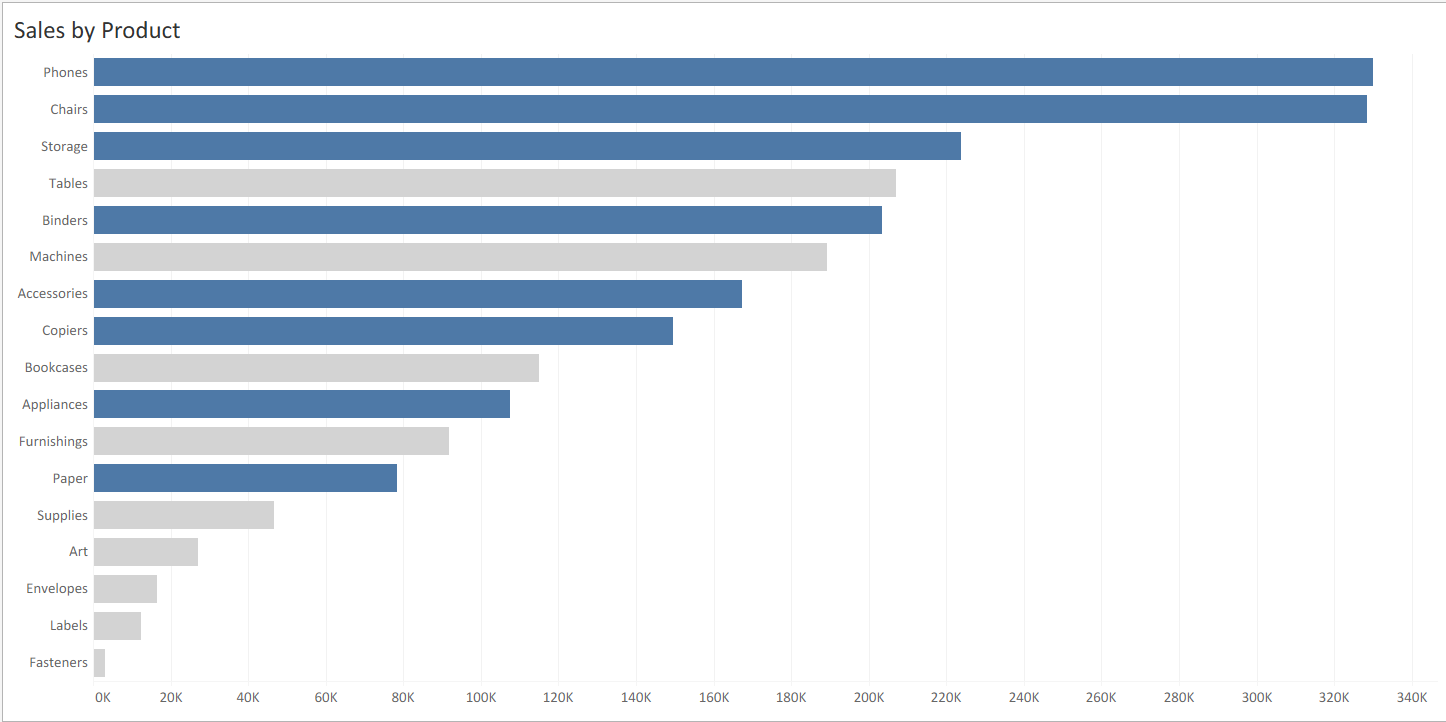 Sales by Product
Phones
Chairs
Storage
Tables
Binders
Machines
Accessories
Copiers
Bookcases
Appliances
Furnishings
Paper
Supplies
Art
Envelopes
Labels
Fasteners
0K 20K 40K 60K 80K 100K 120K 140K 160K 180K 200K 220K 240K 260K 280K 300K 320K 340K